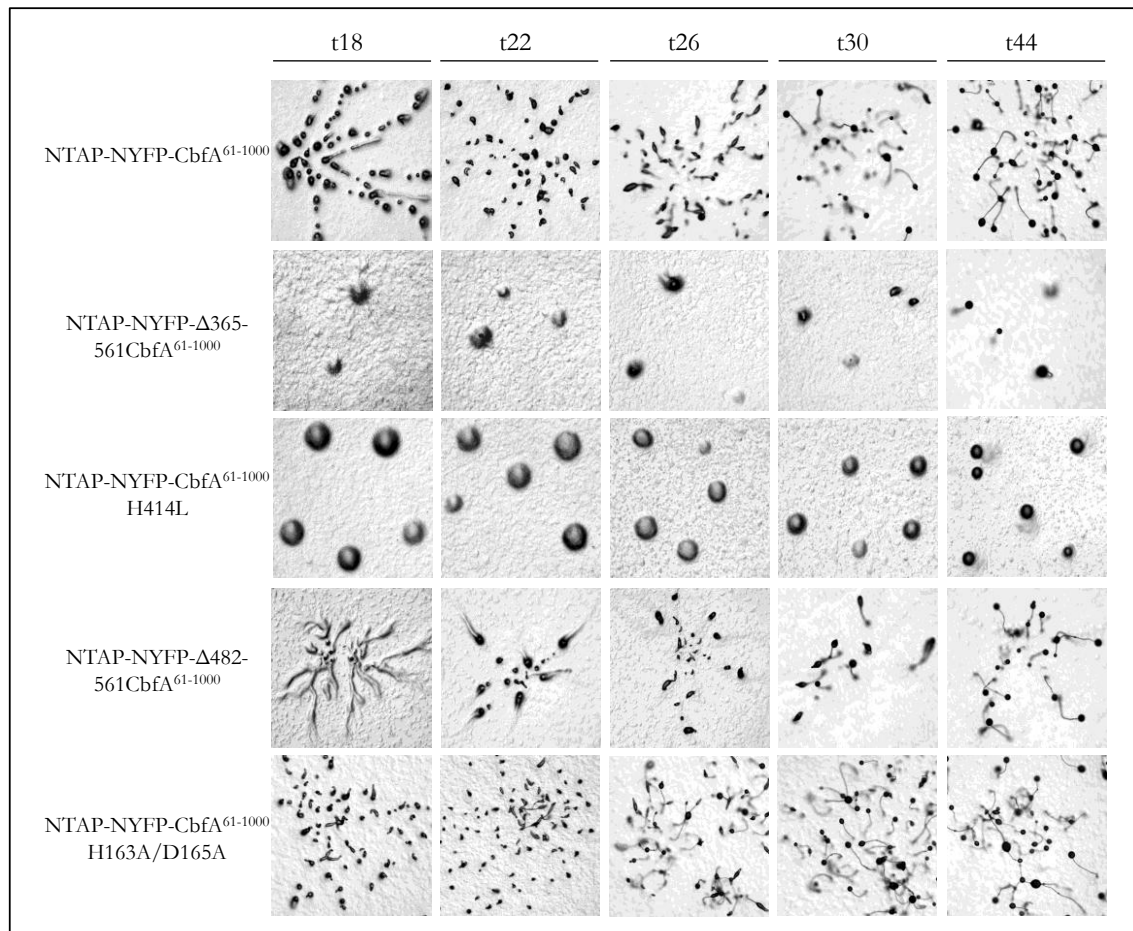 t18 t22 t26 t30 t44
NTAP-NYFP-CbfA⁶¹⁻¹⁰⁰⁰
NTAP-NYFP-Δ365-
561CbfA⁶¹⁻¹⁰⁰⁰
NTAP-NYFP-CbfA⁶¹⁻¹⁰⁰⁰
H414L
NTAP-NYFP-Δ482-
561CbfA⁶¹⁻¹⁰⁰⁰
NTAP-NYFP-CbfA⁶¹⁻¹⁰⁰⁰
H163A/D165A